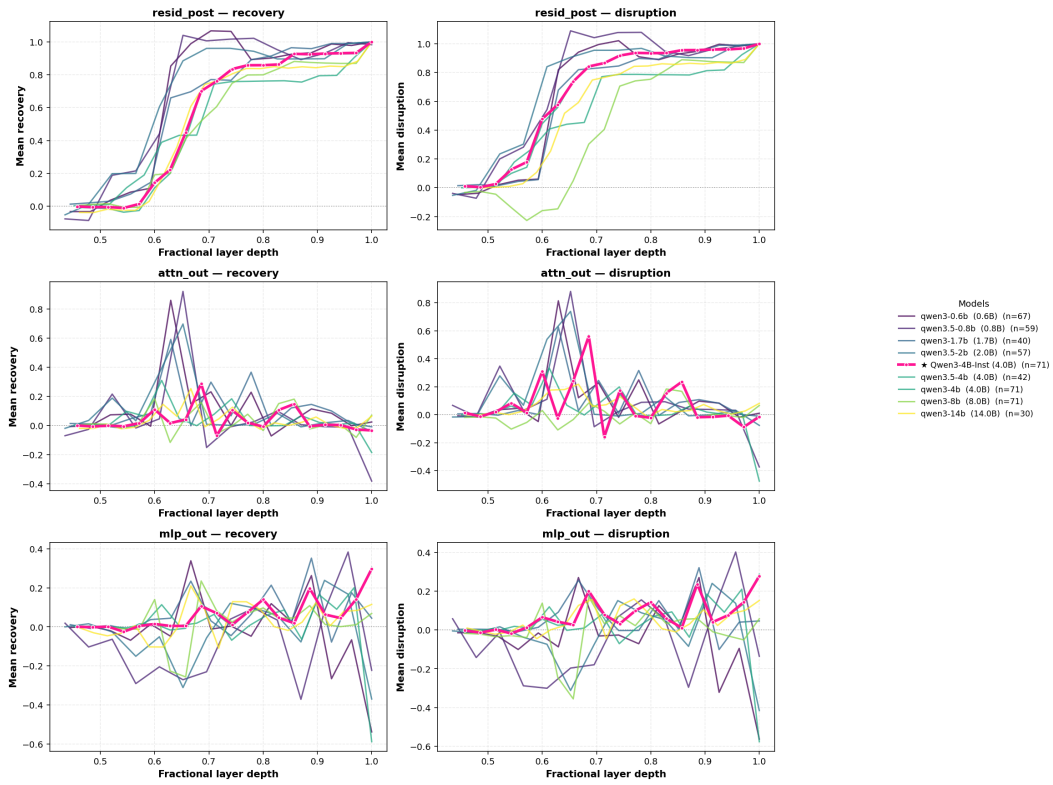 resid_post — recovery
Mean recovery
1.0
0.8
0.6
0.4
0.2
0.0
0.5 0.6 0.7 0.8 0.9 1.0
Fractional layer depth
resid_post — disruption
Mean disruption
1.0
0.8
0.6
0.4
0.2
0.0
−0.2
0.5 0.6 0.7 0.8 0.9 1.0
Fractional layer depth
attn_out — recovery
Mean recovery
0.8
0.6
0.4
0.2
0.0
−0.2
−0.4
0.5 0.6 0.7 0.8 0.9 1.0
Fractional layer depth
attn_out — disruption
Mean disruption
0.8
0.6
0.4
0.2
0.0
−0.2
−0.4
0.5 0.6 0.7 0.8 0.9 1.0
Fractional layer depth
mlp_out — recovery
Mean recovery
0.4
0.2
0.0
−0.2
−0.4
−0.6
0.5 0.6 0.7 0.8 0.9 1.0
Fractional layer depth
mlp_out — disruption
Mean disruption
0.4
0.2
0.0
−0.2
−0.4
−0.6
0.5 0.6 0.7 0.8 0.9 1.0
Fractional layer depth
Models
qwen3-0.6b (0.6B) (n=67)
qwen3.5-0.8b (0.8B) (n=59)
qwen3-1.7b (1.7B) (n=40)
qwen3.5-2b (2.0B) (n=57)
★ Qwen3-4B-Inst (4.0B) (n=71)
qwen3.5-4b (4.0B) (n=42)
qwen3-4b (4.0B) (n=71)
qwen3-8b (8.0B) (n=71)
qwen3-14b (14.0B) (n=30)